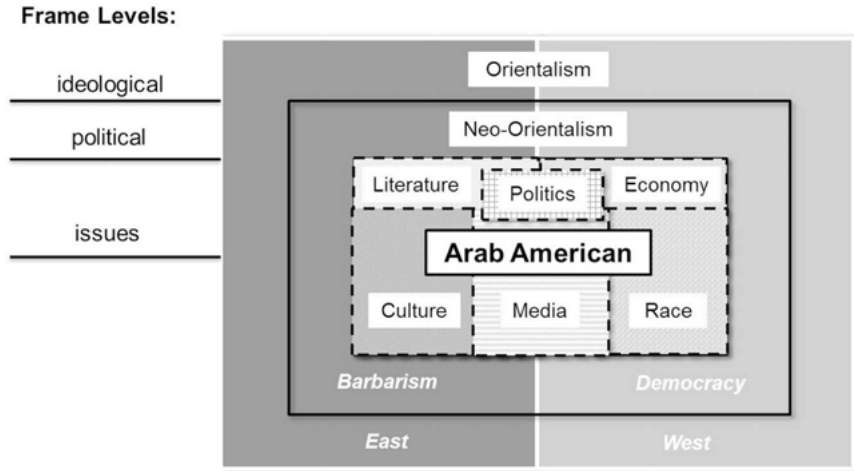 Frame Levels:
ideological
Orientalism
political
Neo-Orientalism
Literature
Politics
Economy
issues
Arab American
Culture
Media
Race
Barbarism
Democracy
East
West